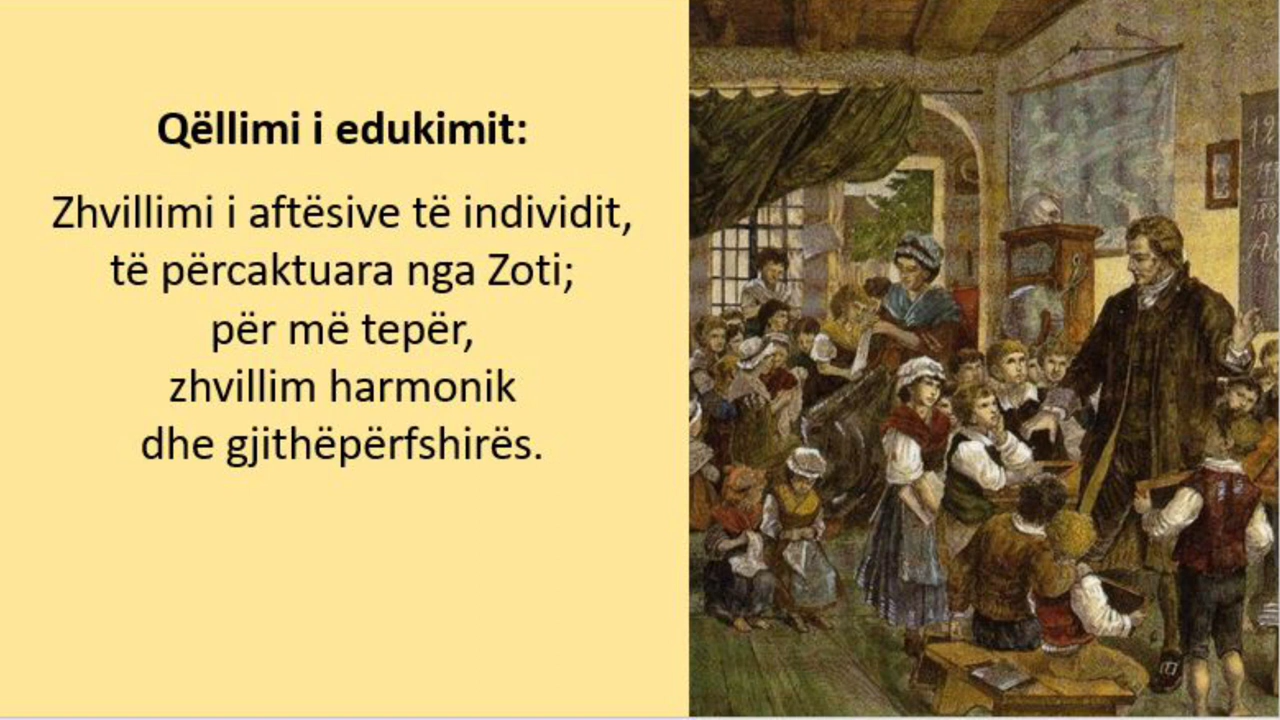 Qëllimi i edukimit:
Zhvillimi i aftësive të individit,
të përcaktuara nga Zoti;
për më tepër,
zhvillim harmonik
dhe gjithëpërfshirës.